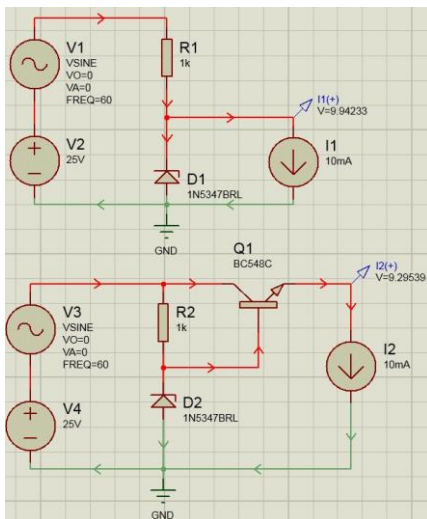 V1
VSINE
VO=0
VA=0
FREQ=60
R1
1k
I1(+)
V=9.94233
V2
25V
D1
1N5347BRL
I1
10mA
GND
Q1
BC548C
I2(+)
V=9.29539
V3
VSINE
VO=0
VA=0
FREQ=60
R2
1k
I2
10mA
V4
25V
D2
1N5347BRL
GND